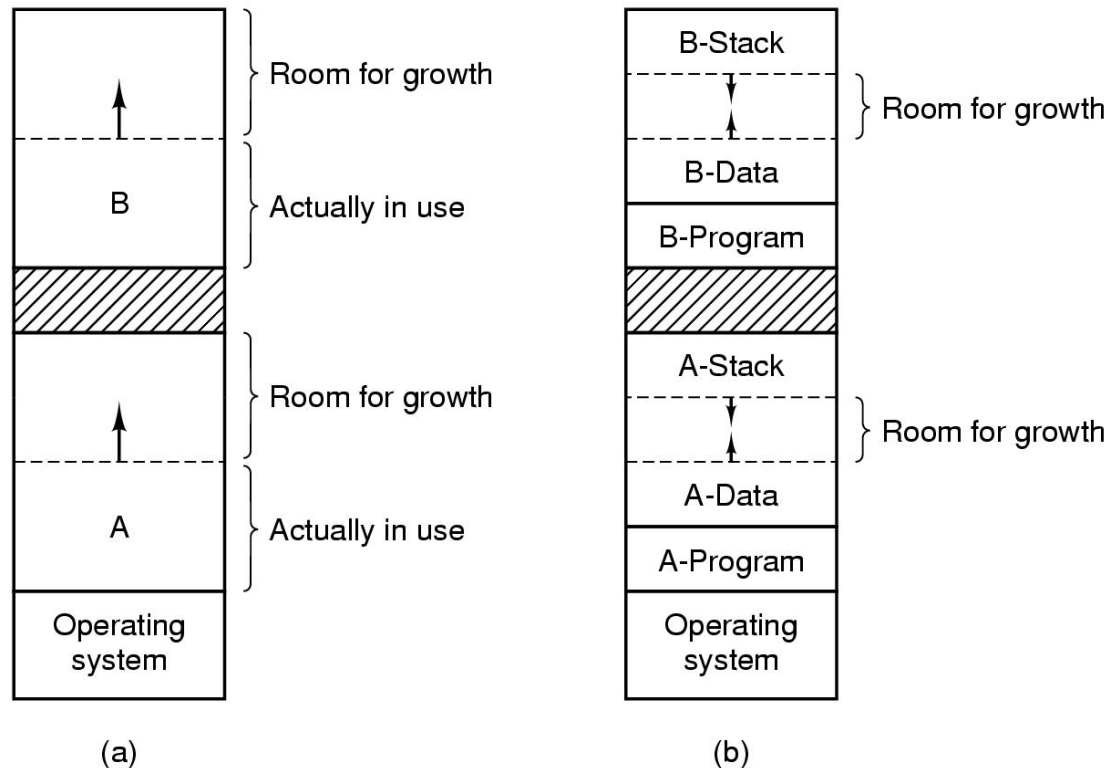 Room for growth
B
Actually in use
Room for growth
A
Actually in use
Operating
system
(a)
B-Stack
Room for growth
B-Data
B-Program
A-Stack
Room for growth
A-Data
A-Program
Operating
system
(b)